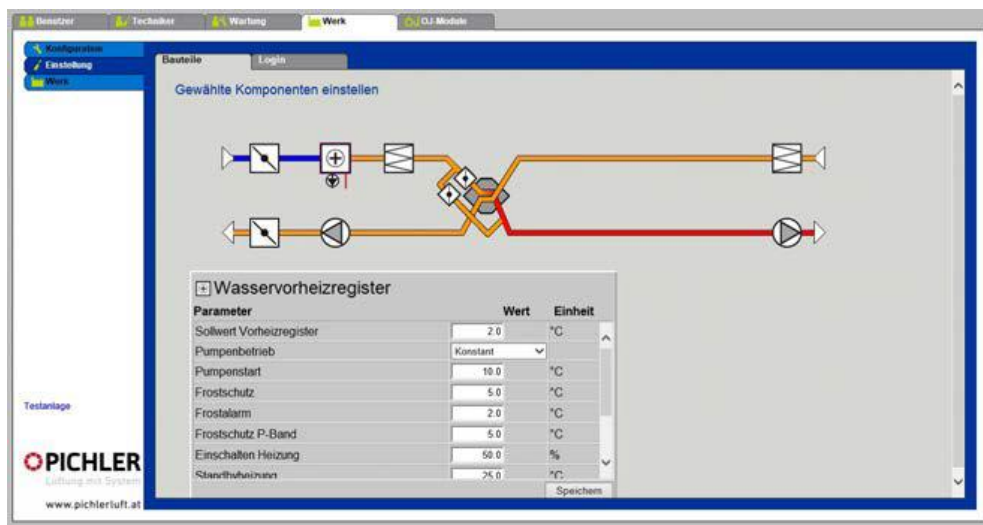 Benutzer Techniker Wartung Werk OJ-Module
Konfiguration
Einstellung
Werk
Bauteile Login
Gewählte Komponenten einstellen
Wasservorheizregister
Parameter Wert Einheit
Sollwert Vorheizregister 2.0 °C
Pumpenbetrieb Konstant
Pumpenstart 10.0 °C
Frostschutz 5.0 °C
Frostalarm 2.0 °C
Frostschutz P-Band 5.0 °C
Einschalten Heizung 50.0 %
Standbyheizung 25.0 °C
Speichern
Testanlage
PICHLER
Lüftung mit System
www.pichlerluft.at